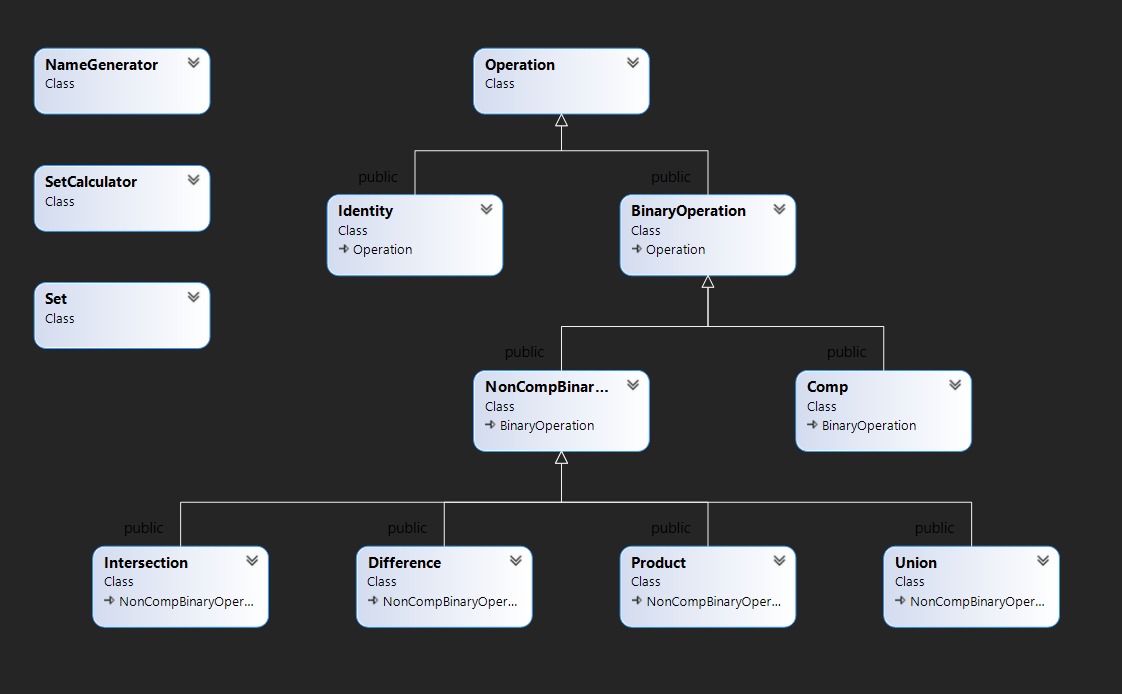 NameGenerator
Class
Operation
Class
SetCalculator
Class
public
public
Identity
Class
Operation
BinaryOperation
Class
Operation
Set
Class
public
public
NonCompBinar...
Class
BinaryOperation
Comp
Class
BinaryOperation
public
public
public
public
Intersection
Class
NonCompBinaryOper...
Difference
Class
NonCompBinaryOper...
Product
Class
NonCompBinaryOper...
Union
Class
NonCompBinaryOper...